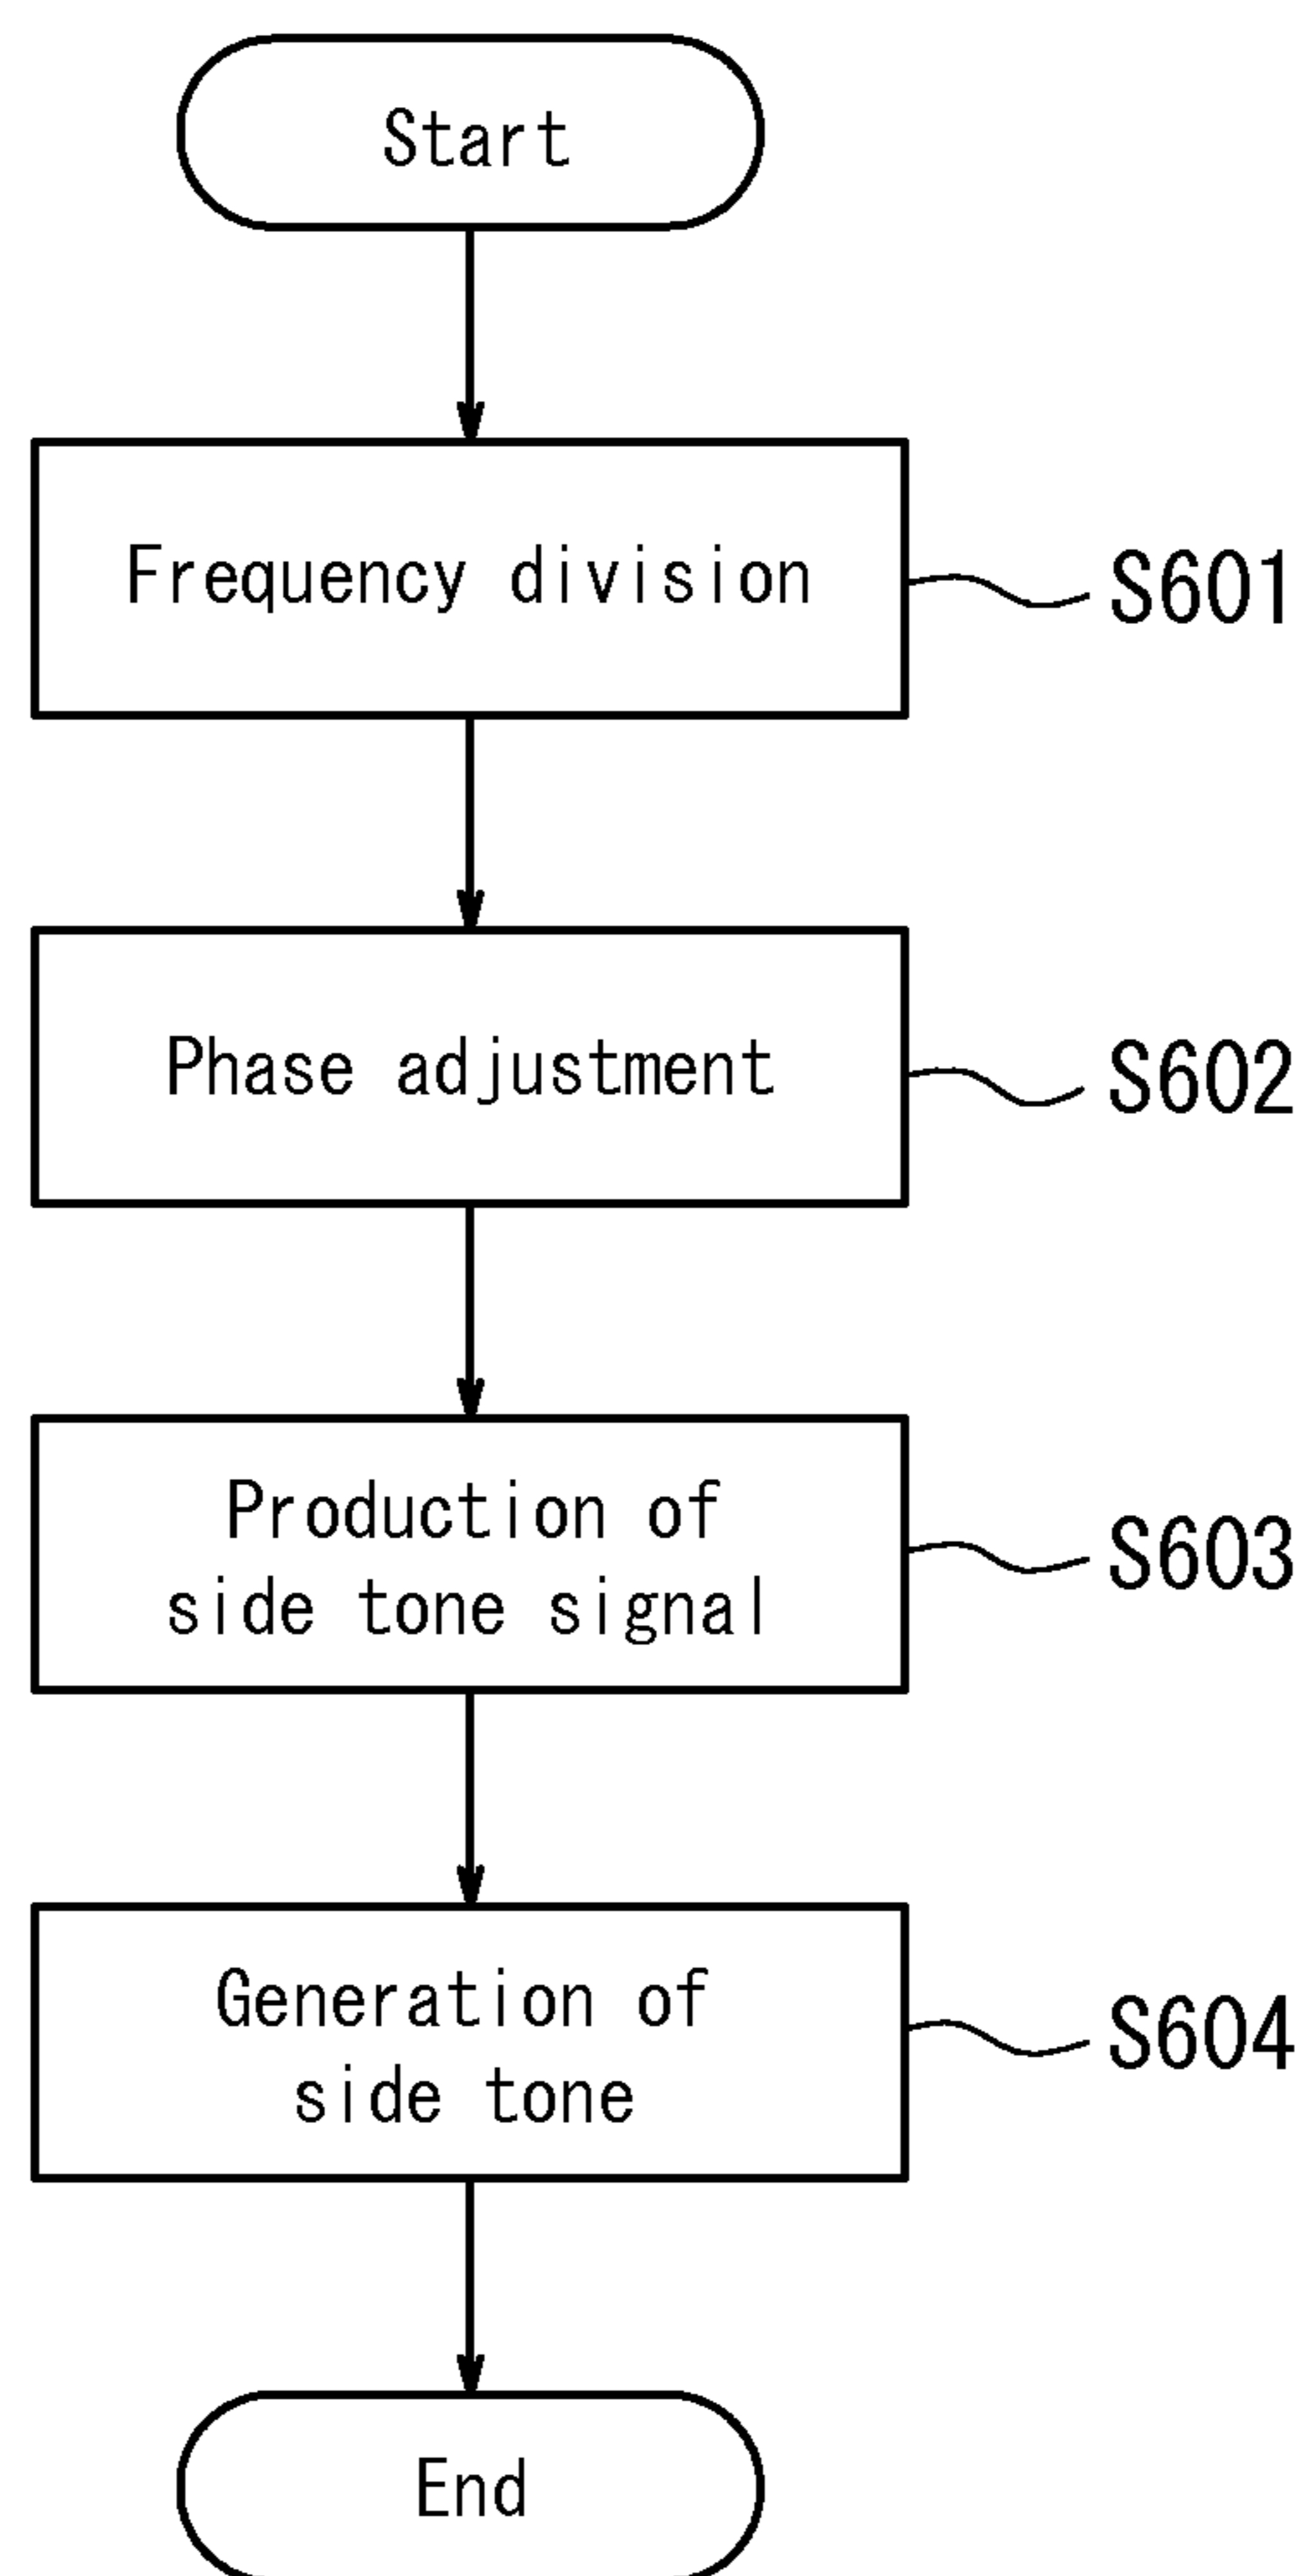 Start
Frequency division
S601
Phase adjustment
S602
Production of
side tone signal
S603
Generation of
side tone
S604
End